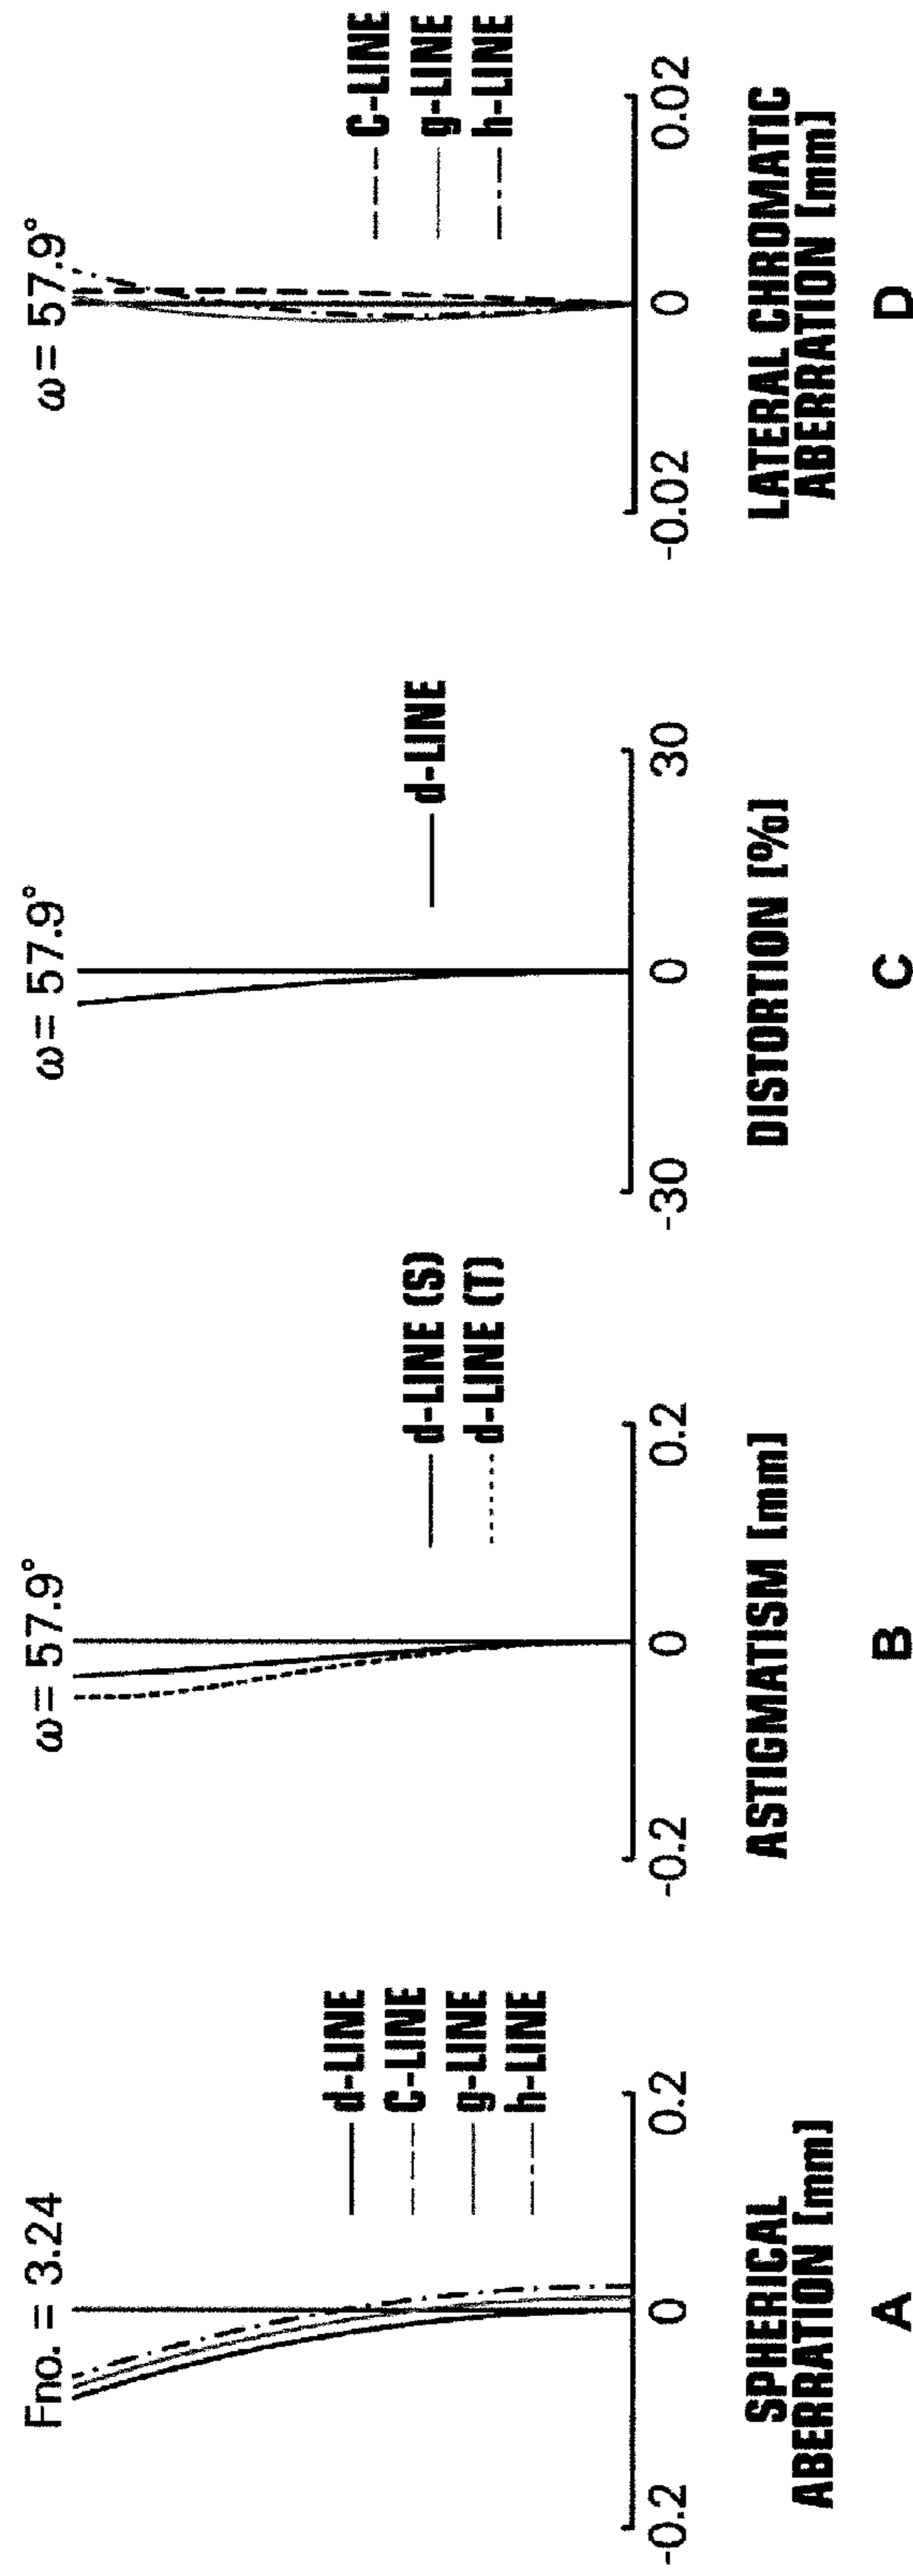 Fno. = 3.24
d-LINE
C-LINE
g-LINE
h-LINE
-0.2
0
0.2
SPHERICAL
ABERRATION [mm]
A
ω= 57.9°
d-LINE (S)
d-LINE (T)
-0.2
0
0.2
ASTIGMATISM [mm]
B
ω= 57.9°
d-LINE
-30
0
30
DISTORTION [%]
C
ω= 57.9°
C-LINE
g-LINE
h-LINE
-0.02
0
0.02
LATERAL CHROMATIC
ABERRATION [mm]
D